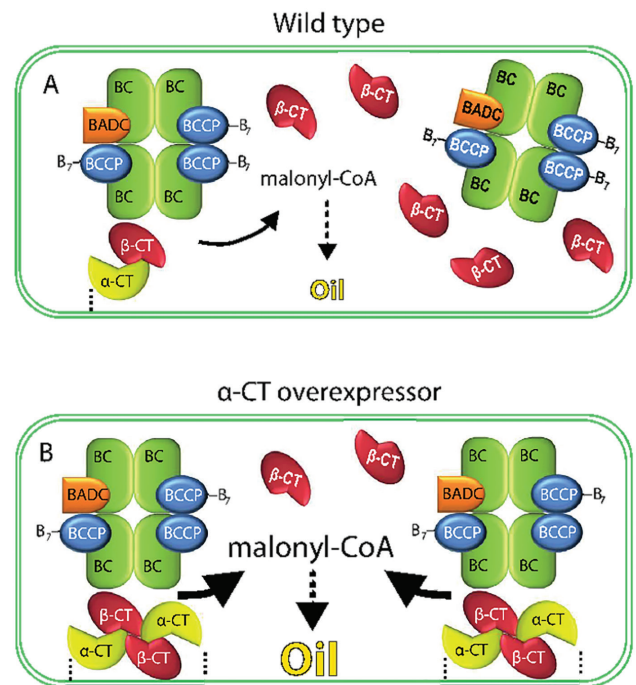 Wild type
A
BC BC
BADC
BCCP-B₇
B₇-BCCP
BCCP-B₇
BC BC
β-CT
α-CT
β-CT
β-CT
malonyl-CoA
Oil
BC BC
BADC
BCCP-B₇
B₇-BCCP
BCCP-B₇
BC BC
β-CT
β-CT
β-CT
α-CT overexpressor
B
BC BC
BADC
BCCP-B₇
B₇-BCCP
BCCP
BC BC
β-CT
α-CT
α-CT
β-CT
β-CT
β-CT
malonyl-CoA
Oil
BC BC
BADC
BCCP-B₇
B₇-BCCP
BCCP
BC BC
β-CT
α-CT
α-CT
β-CT